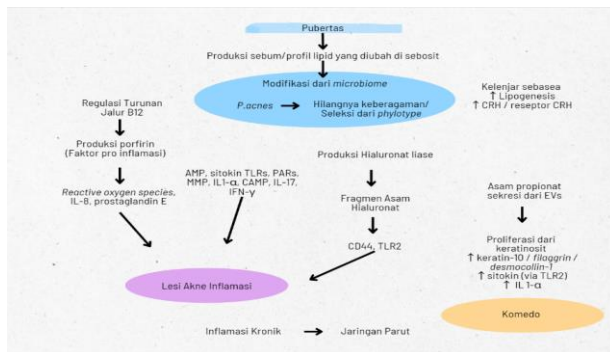 Pubertas
Produksi sebum/profil lipid yang diubah di sebosit
Modifikasi dari microbiome
P.acnes
Hilangnya keberagaman/
Seleksi dari phylotype
Kelenjar sebasea
↑ Lipogenesis
↑ CRH / reseptor CRH
Regulasi Turunan
Jalur B12
Produksi porfirin
(Faktor pro inflamasi)
Reactive oxygen species,
IL-8, prostaglandin E
AMP, sitokin TLRs, PARs,
MMP, IL1-α, CAMP, IL-17,
IFN-γ
Produksi Hialuronat liase
Fragmen Asam
Hialuronat
CD44, TLR2
Asam propionat
sekresi dari EVs
Proliferasi dari
keratinosit
↑ keratin-10 / filaggrin /
desmocollin-1
↑ sitokin (via TLR2)
↑ IL 1-α
Lesi Akne Inflamasi
Komedo
Inflamasi Kronik
Jaringan Parut